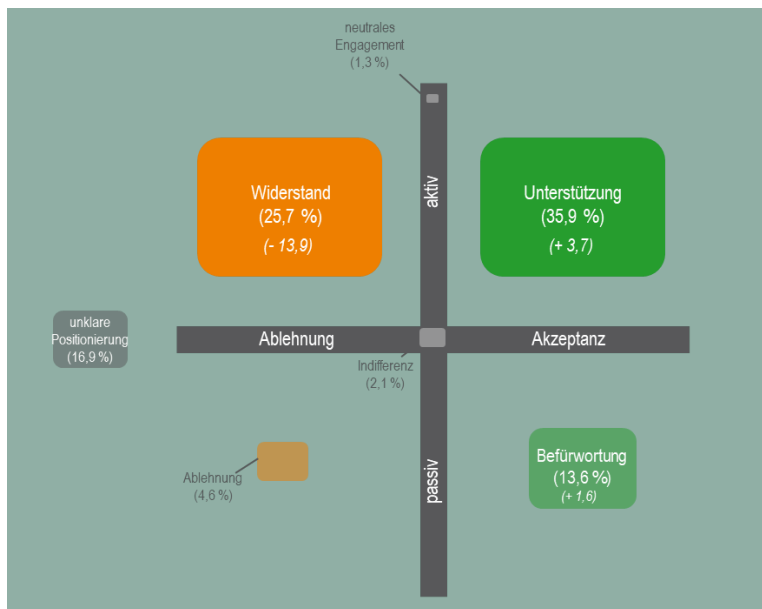 neutrales
Engagement
(1,3 %)
aktiv
Widerstand
(25,7 %)
(- 13,9)
Unterstützung
(35,9 %)
(+ 3,7)
unklare
Positionierung
(16,9 %)
Ablehnung
Akzeptanz
Indifferenz
(2,1 %)
passiv
Ablehnung
(4,6 %)
Befürwortung
(13,6 %)
(+ 1,6)